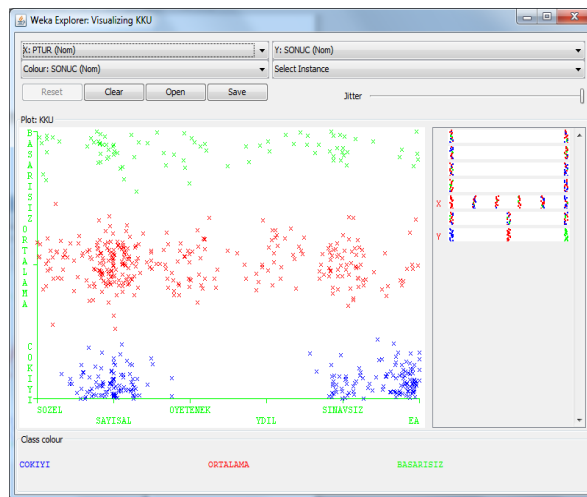 Weka Explorer: Visualizing KKU
X: PTUR (Nom)
Y: SONUC (Nom)
Colour: SONUC (Nom)
Select Instance
Reset
Clear
Open
Save
Jitter
Plot: KKU
BASARISIZ
ORTALAMA
COKIYI
SOZEL
SAYISAL
OYETENEK
YDIL
SINAVSIZ
EA
X
Y
Class colour
COKIYI
ORTALAMA
BASARISIZ